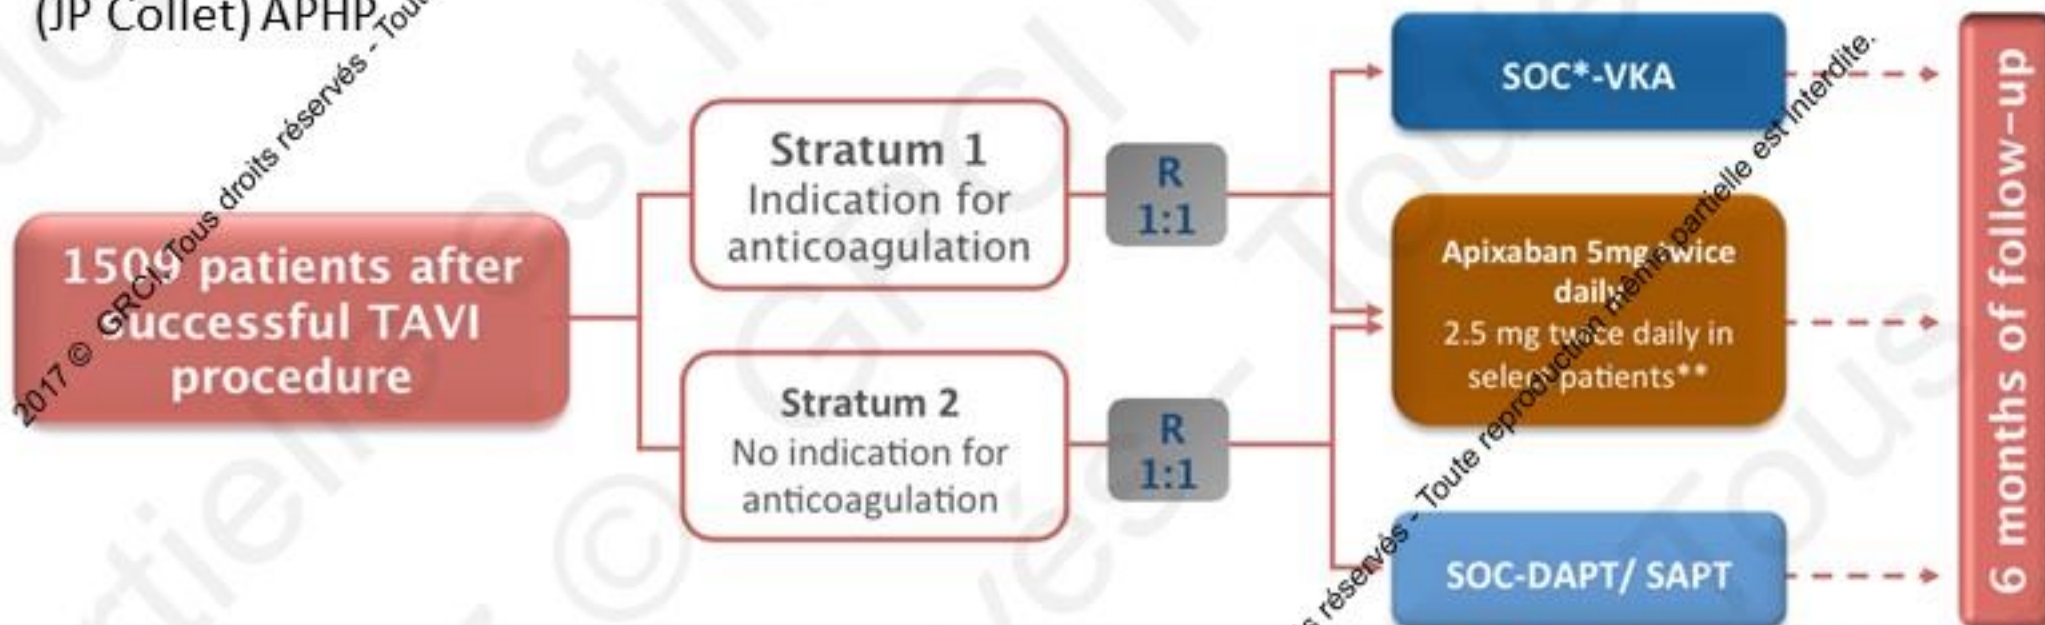 (JP Collet) APHP
1509 patients after
successful TAVI
procedure
Stratum 1
Indication for
anticoagulation
R
1:1
Stratum 2
No indication for
anticoagulation
R
1:1
SOC*-VKA
Apixaban 5mg twice
daily
2.5 mg twice daily in
select patients**
SOC-DAPT/ SAPT
6 months of follow-up
2017 © GRCI. Tous droits réservés - Toute
réservés - Toute reproduction même partielle est interdite.